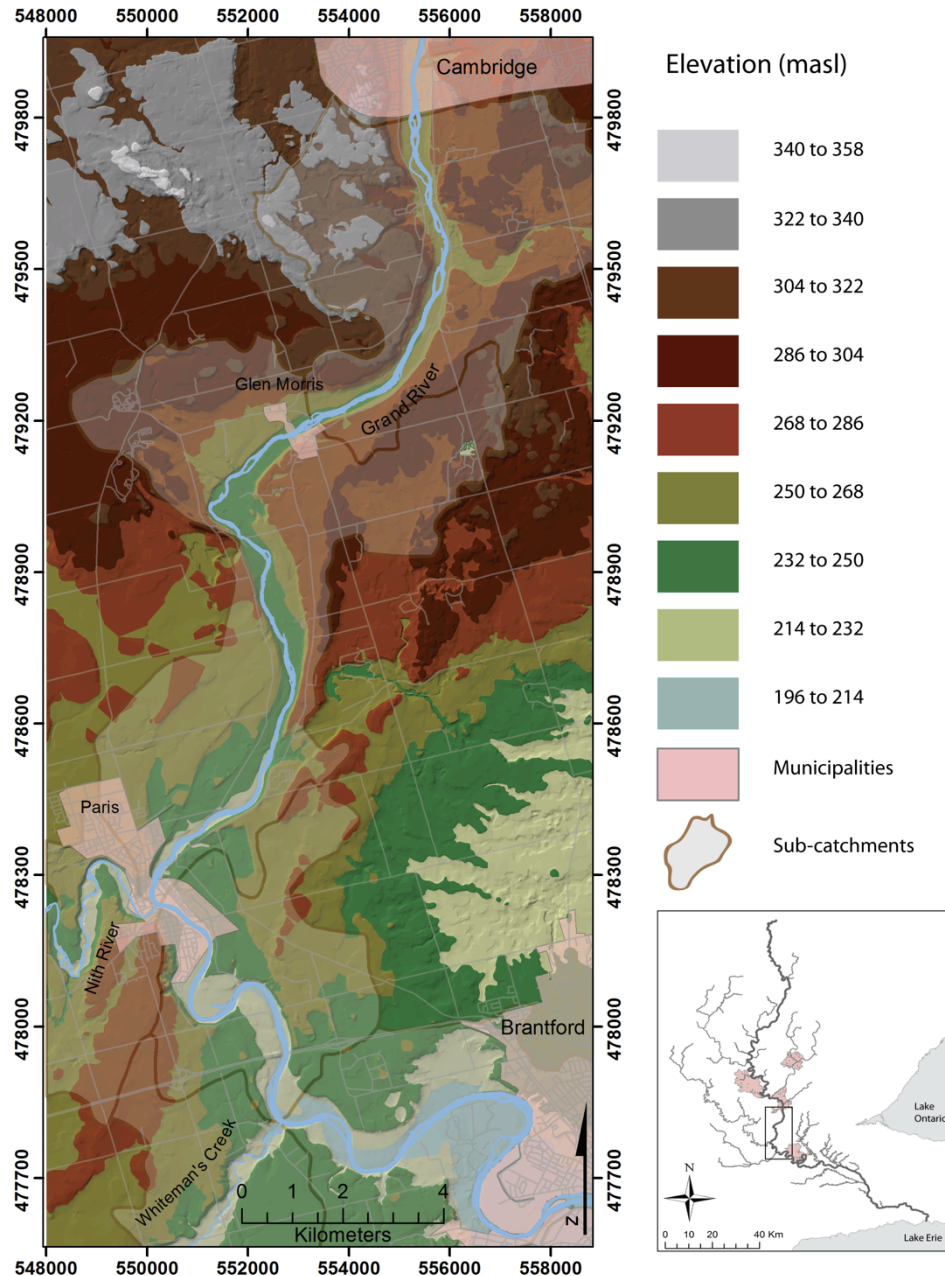 548000 550000 552000 554000 556000 558000
479800
479500
479200
478900
478600
478300
478000
477700
Cambridge
Glen Morris
Grand River
Paris
Nith River
Brantford
Whiteman's Creek
0 1 2 4
Kilometers
N
548000 550000 552000 554000 556000 558000
479800
479500
479200
478900
478600
478300
478000
477700
Elevation (masl)
340 to 358
322 to 340
304 to 322
286 to 304
268 to 286
250 to 268
232 to 250
214 to 232
196 to 214
Municipalities
Sub-catchments
Lake
Ontario
N
0 10 20 40 Km
Lake Erie